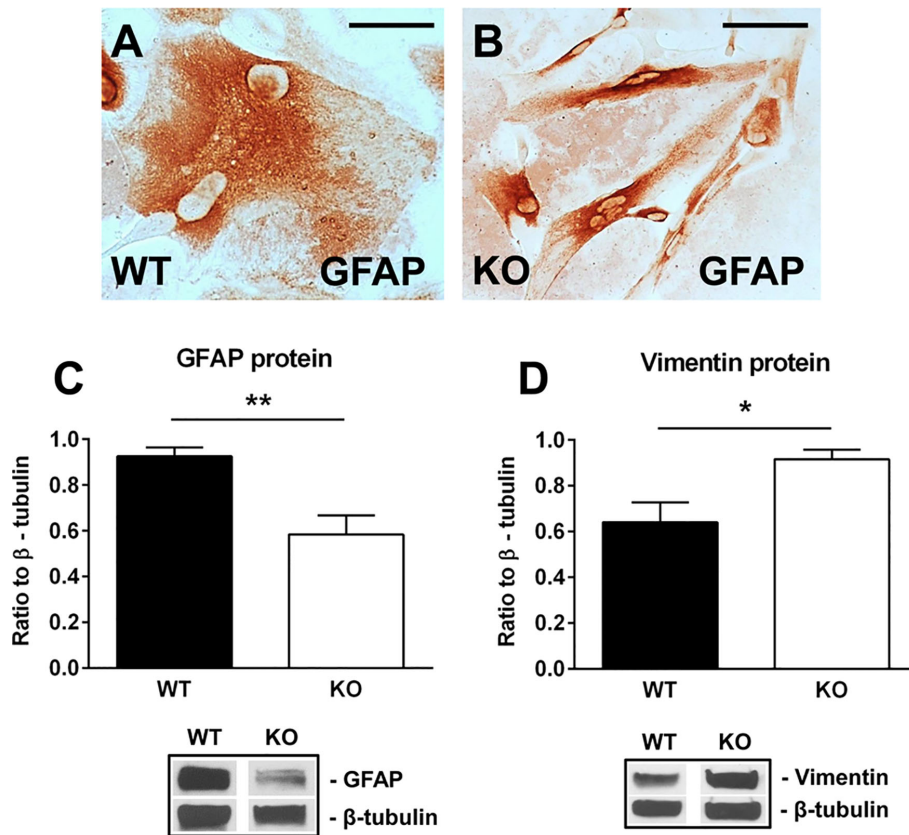 A
WT
GFAP
B
KO
GFAP
C
GFAP protein
**
Ratio to β - tubulin
1.0
0.8
0.6
0.4
0.2
0.0
WT
KO
WT KO
- GFAP
- β-tubulin
D
Vimentin protein
*
Ratio to β - tubulin
1.0
0.8
0.6
0.4
0.2
0.0
WT
KO
WT KO
- Vimentin
- β-tubulin